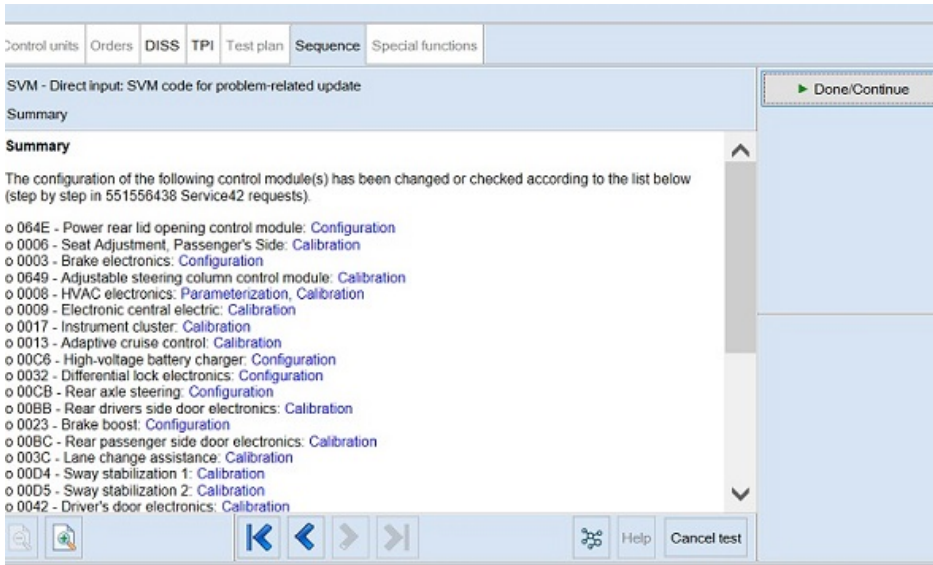 Control units Orders DISS TPI Test plan Sequence Special functions
SVM - Direct input: SVM code for problem-related update
Done/Continue
Summary
Summary
The configuration of the following control module(s) has been changed or checked according to the list below
(step by step in 551556438 Service42 requests).
o 064E - Power rear lid opening control module: Configuration
o 0006 - Seat Adjustment, Passenger's Side: Calibration
o 0003 - Brake electronics: Configuration
o 0649 - Adjustable steering column control module: Calibration
o 0008 - HVAC electronics: Parameterization, Calibration
o 0009 - Electronic central electric: Calibration
o 0017 - Instrument cluster: Calibration
o 0013 - Adaptive cruise control: Calibration
o 00C6 - High-voltage battery charger: Configuration
o 0032 - Differential lock electronics: Configuration
o 00CB - Rear axle steering: Configuration
o 00BB - Rear drivers side door electronics: Calibration
o 0023 - Brake boost: Configuration
o 00BC - Rear passenger side door electronics: Calibration
o 003C - Lane change assistance: Calibration
o 00D4 - Sway stabilization 1: Calibration
o 00D5 - Sway stabilization 2: Calibration
o 0042 - Driver's door electronics: Calibration
Help Cancel test